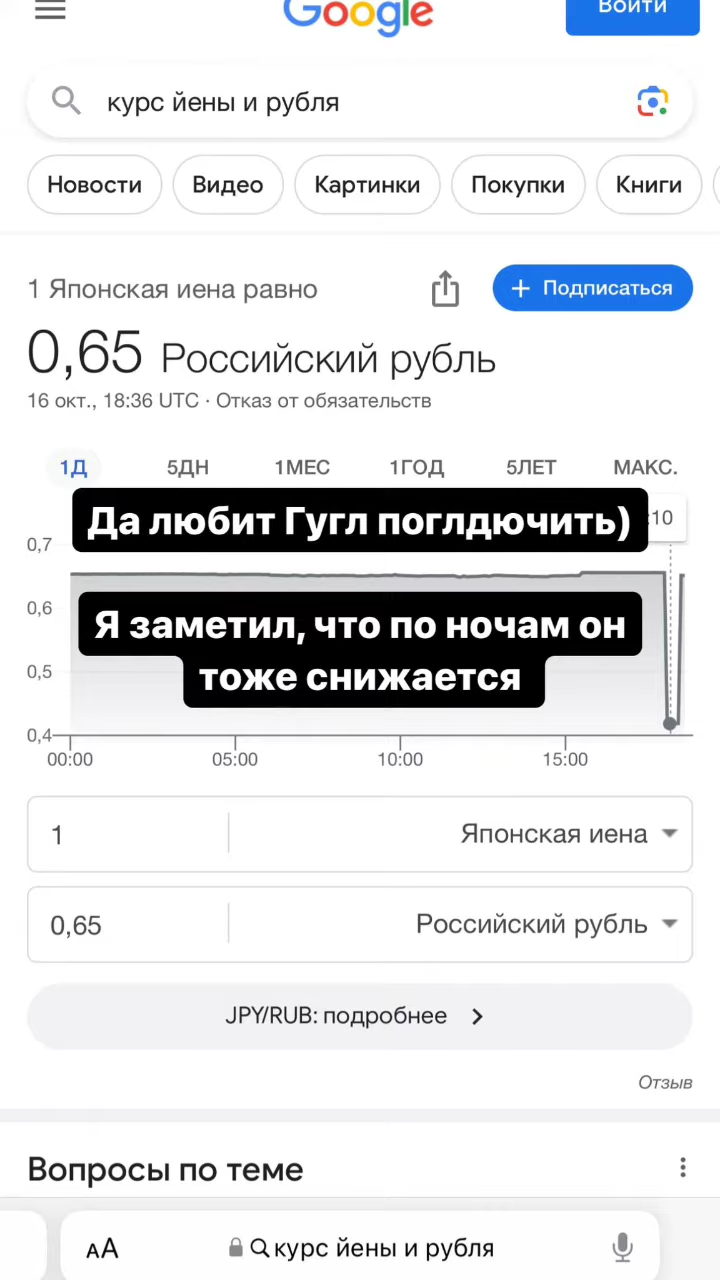 Google
Войти
курс йены и рубля
Новости
Видео
Картинки
Покупки
Книги
1 Японская иена равно
+ Подписаться
0,65 Российский рубль
16 окт., 18:36 UTC · Отказ от обязательств
1Д
5ДН
1МЕС
1ГОД
5ЛЕТ
МАКС.
Да любит Гугл поглдючить)
:10
0,7
0,6
Я заметил, что по ночам он
тоже снижается
0,5
0,4
00:00
05:00
10:00
15:00
1
Японская иена
0,65
Российский рубль
JPY/RUB: подробнее
Отзыв
Вопросы по теме
AA
курс йены и рубля